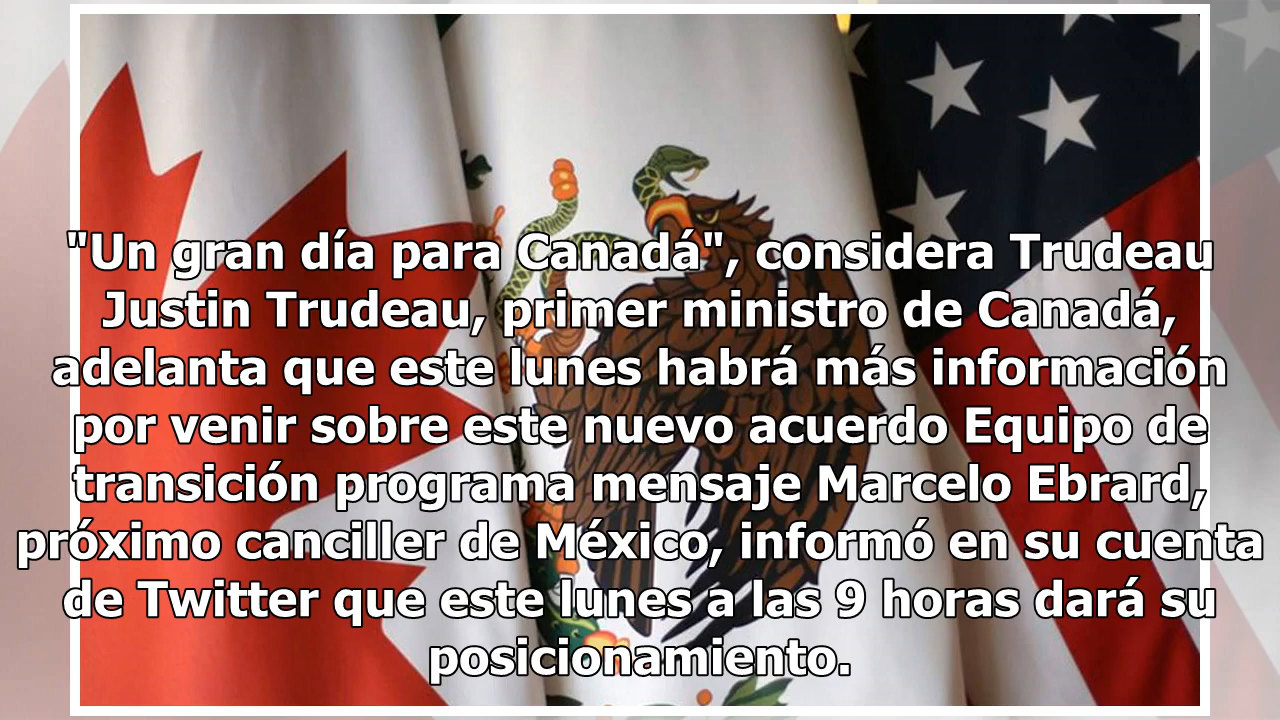 "Un gran día para Canadá", considera Trudeau
Justin Trudeau, primer ministro de Canadá,
adelanta que este lunes habrá más información
por venir sobre este nuevo acuerdo Equipo de
transición programa mensaje Marcelo Ebrard,
próximo canciller de México, informó en su cuenta
de Twitter que este lunes a las 9 horas dará su
posicionamiento.